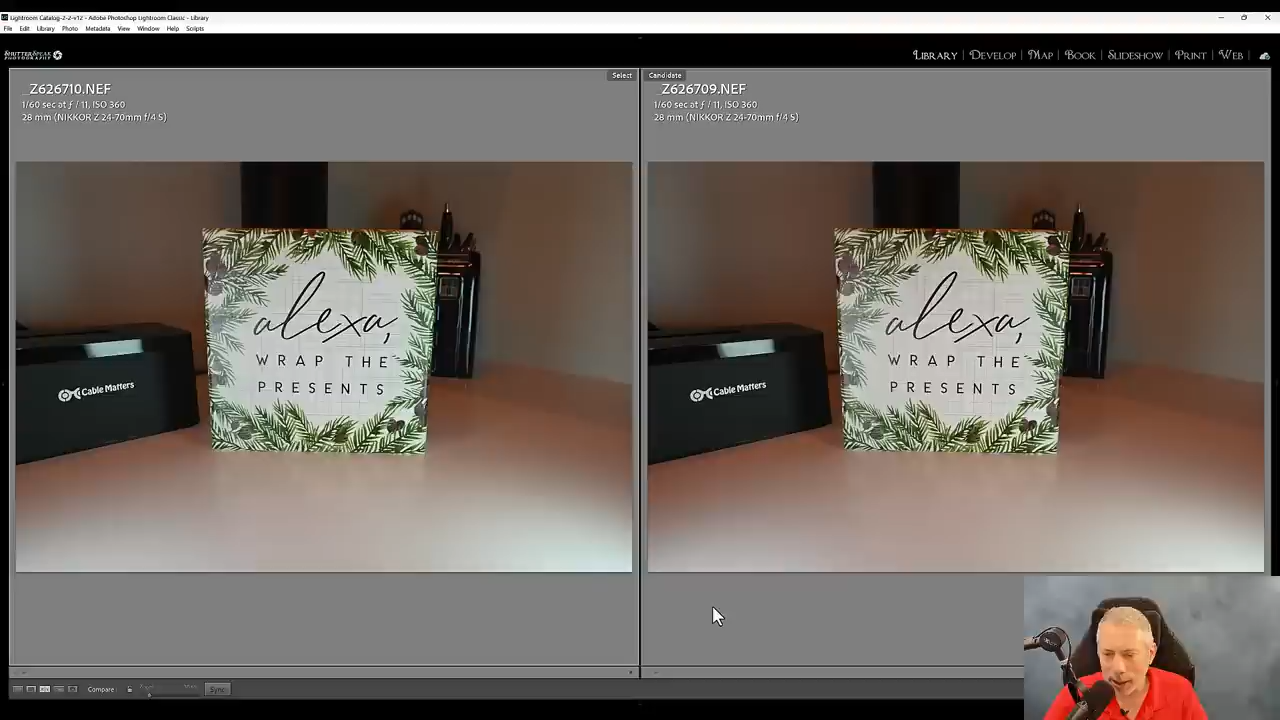 Lightroom Catalog-2-2-v12 - Adobe Photoshop Lightroom Classic - Library
File Edit Library Photo Metadata View Window Help Scripts
SHUTTERSPEAK
PHOTOGRAPHY
LIBRARY | DEVELOP | MAP | BOOK | SLIDESHOW | PRINT | WEB
Select
_Z626710.NEF
1/60 sec at ƒ / 11, ISO 360
28 mm (NIKKOR Z 24-70mm f/4 S)
alexa,
WRAP THE
PRESENTS
Cable Matters
Candidate
_Z626709.NEF
1/60 sec at ƒ / 11, ISO 360
28 mm (NIKKOR Z 24-70mm f/4 S)
alexa,
WRAP THE
PRESENTS
Cable Matters
Compare :
Sync